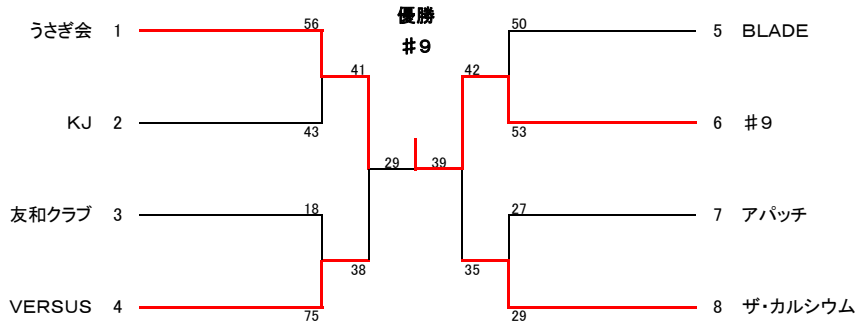 優勝
♯9
うさぎ会 1 56
41
KJ 2 43
29
友和クラブ 3 18
38
VERSUS 4 75
50 5 BLADE
42
53 6 ♯9
39
27 7 アパッチ
35
29 8 ザ・カルシウム